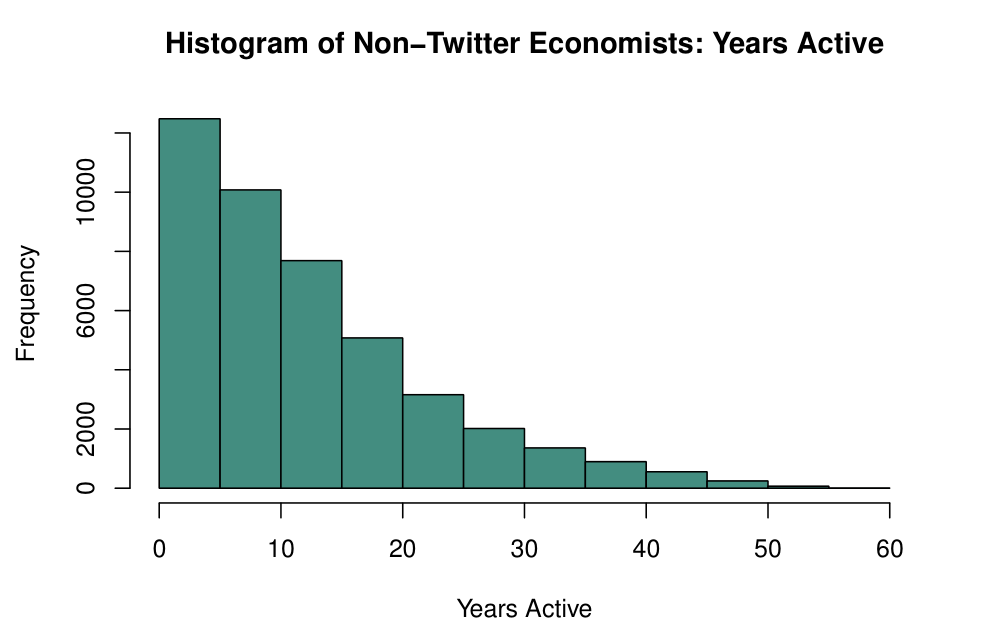 Histogram of Non−Twitter Economists: Years Active
Frequency
10000
6000
2000
0
0 10 20 30 40 50 60
Years Active